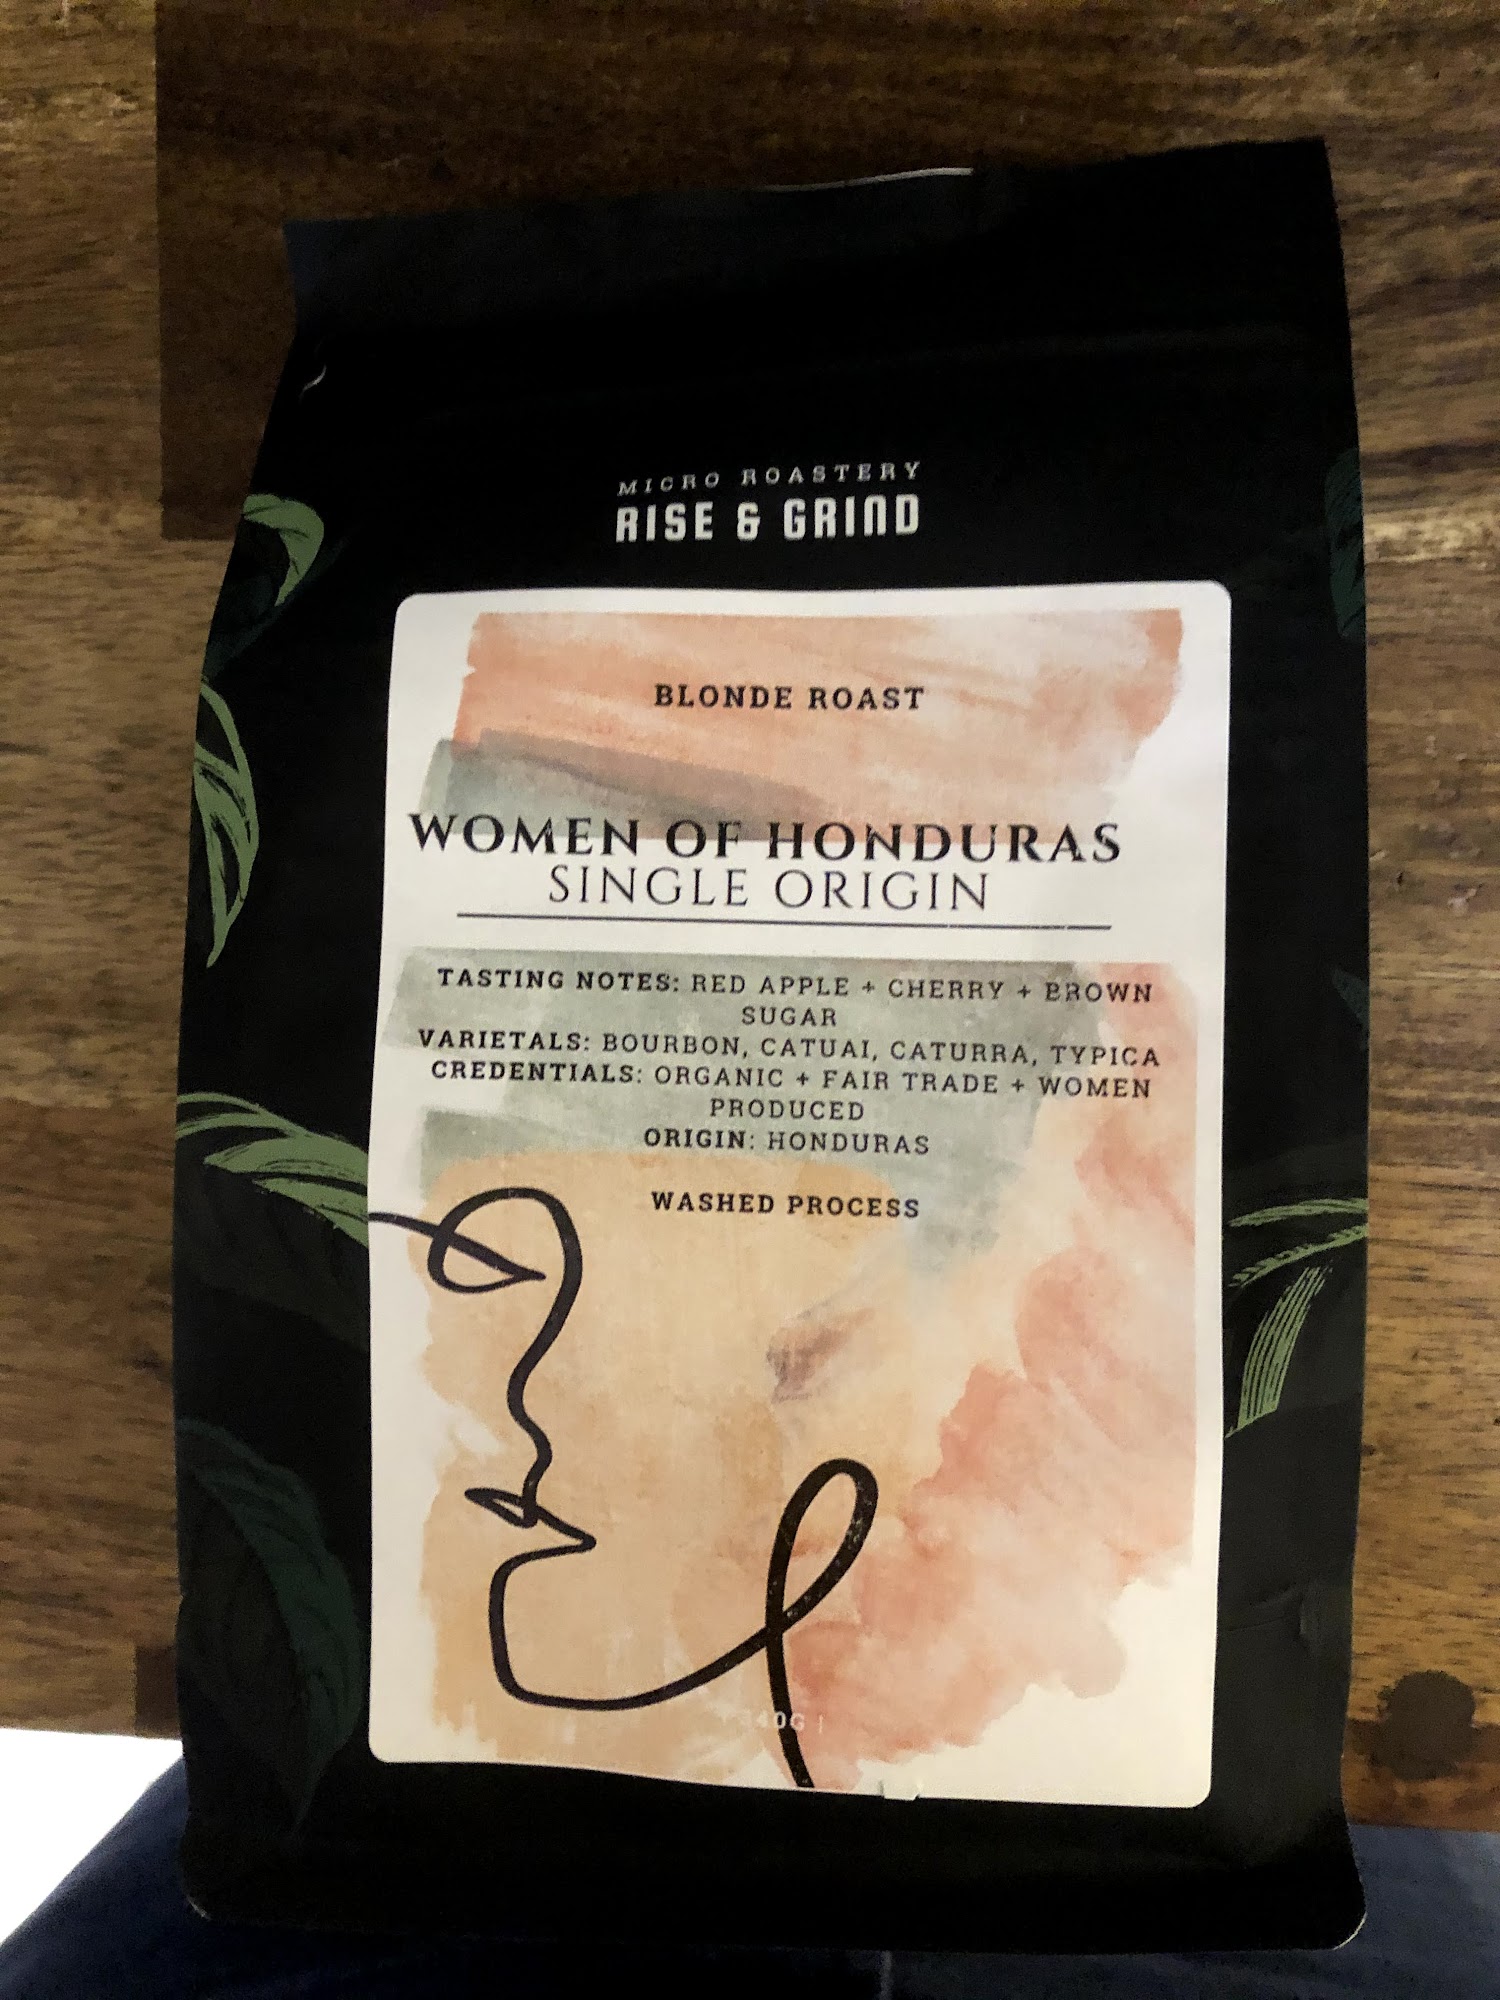 MICRO ROASTERY
RISE & GRIND
BLONDE ROAST
WOMEN OF HONDURAS
SINGLE ORIGIN
TASTING NOTES: RED APPLE + CHERRY + BROWN
SUGAR
VARIETALS: BOURBON, CATUAI, CATURRA, TYPICA
CREDENTIALS: ORGANIC + FAIR TRADE + WOMEN
PRODUCED
ORIGIN: HONDURAS
WASHED PROCESS
340G |